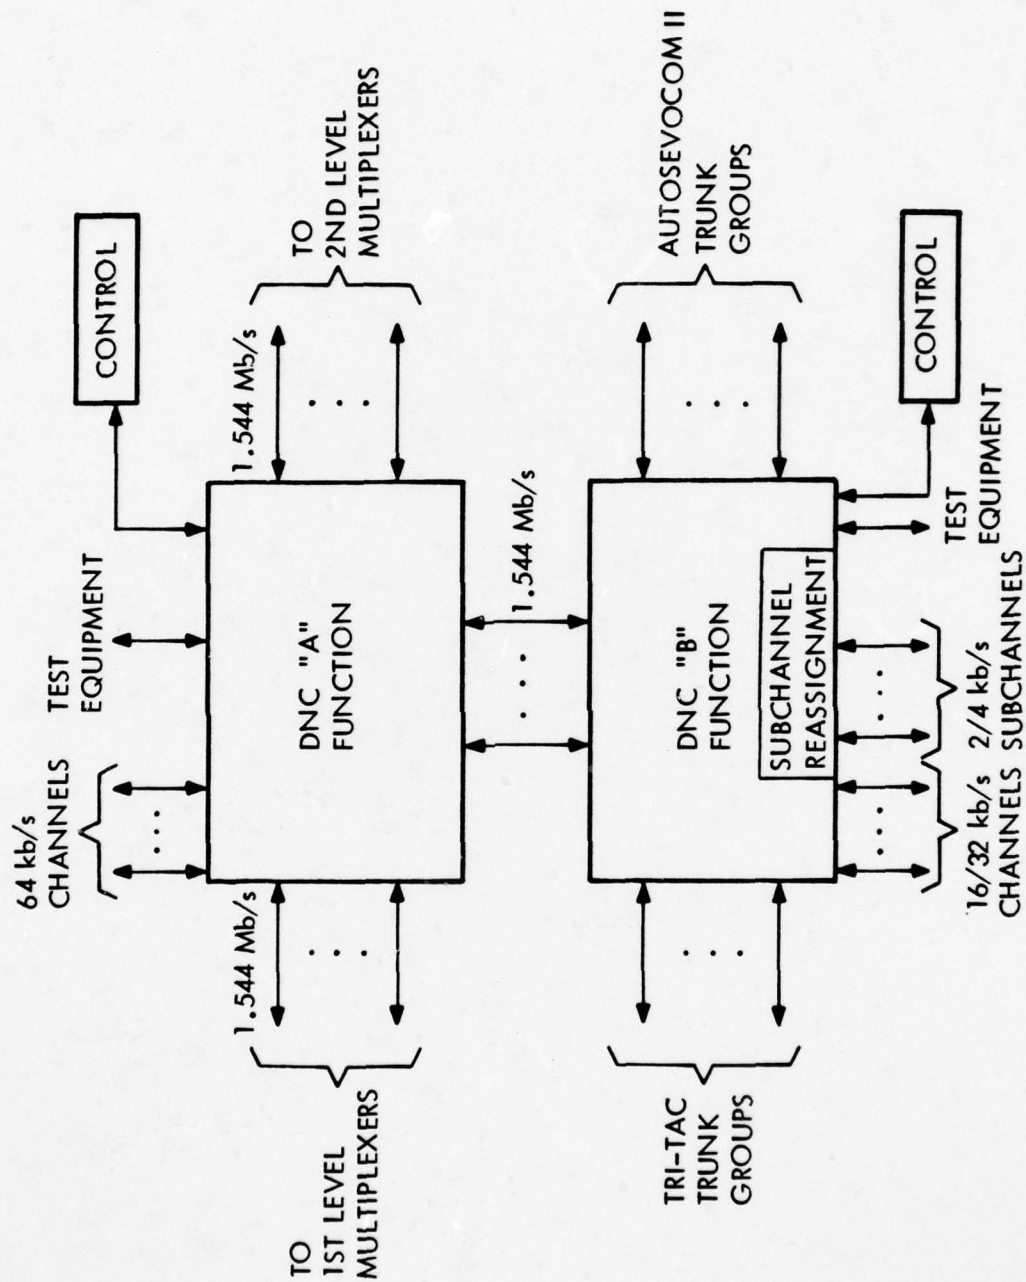 64 kb/s
CHANNELS
TEST
EQUIPMENT
CONTROL
TO
1ST LEVEL
MULTIPLEXERS
1.544 Mb/s
DNC "A"
FUNCTION
1.544 Mb/s
TO
2ND LEVEL
MULTIPLEXERS
1.544 Mb/s
TRI-TAC
TRUNK
GROUPS
DNC "B"
FUNCTION
SUBCHANNEL
REASSIGNMENT
AUTOSEVOCOM II
TRUNK
GROUPS
16/32 kb/s
CHANNELS
2/4 kb/s
SUBCHANNELS
TEST
EQUIPMENT
CONTROL